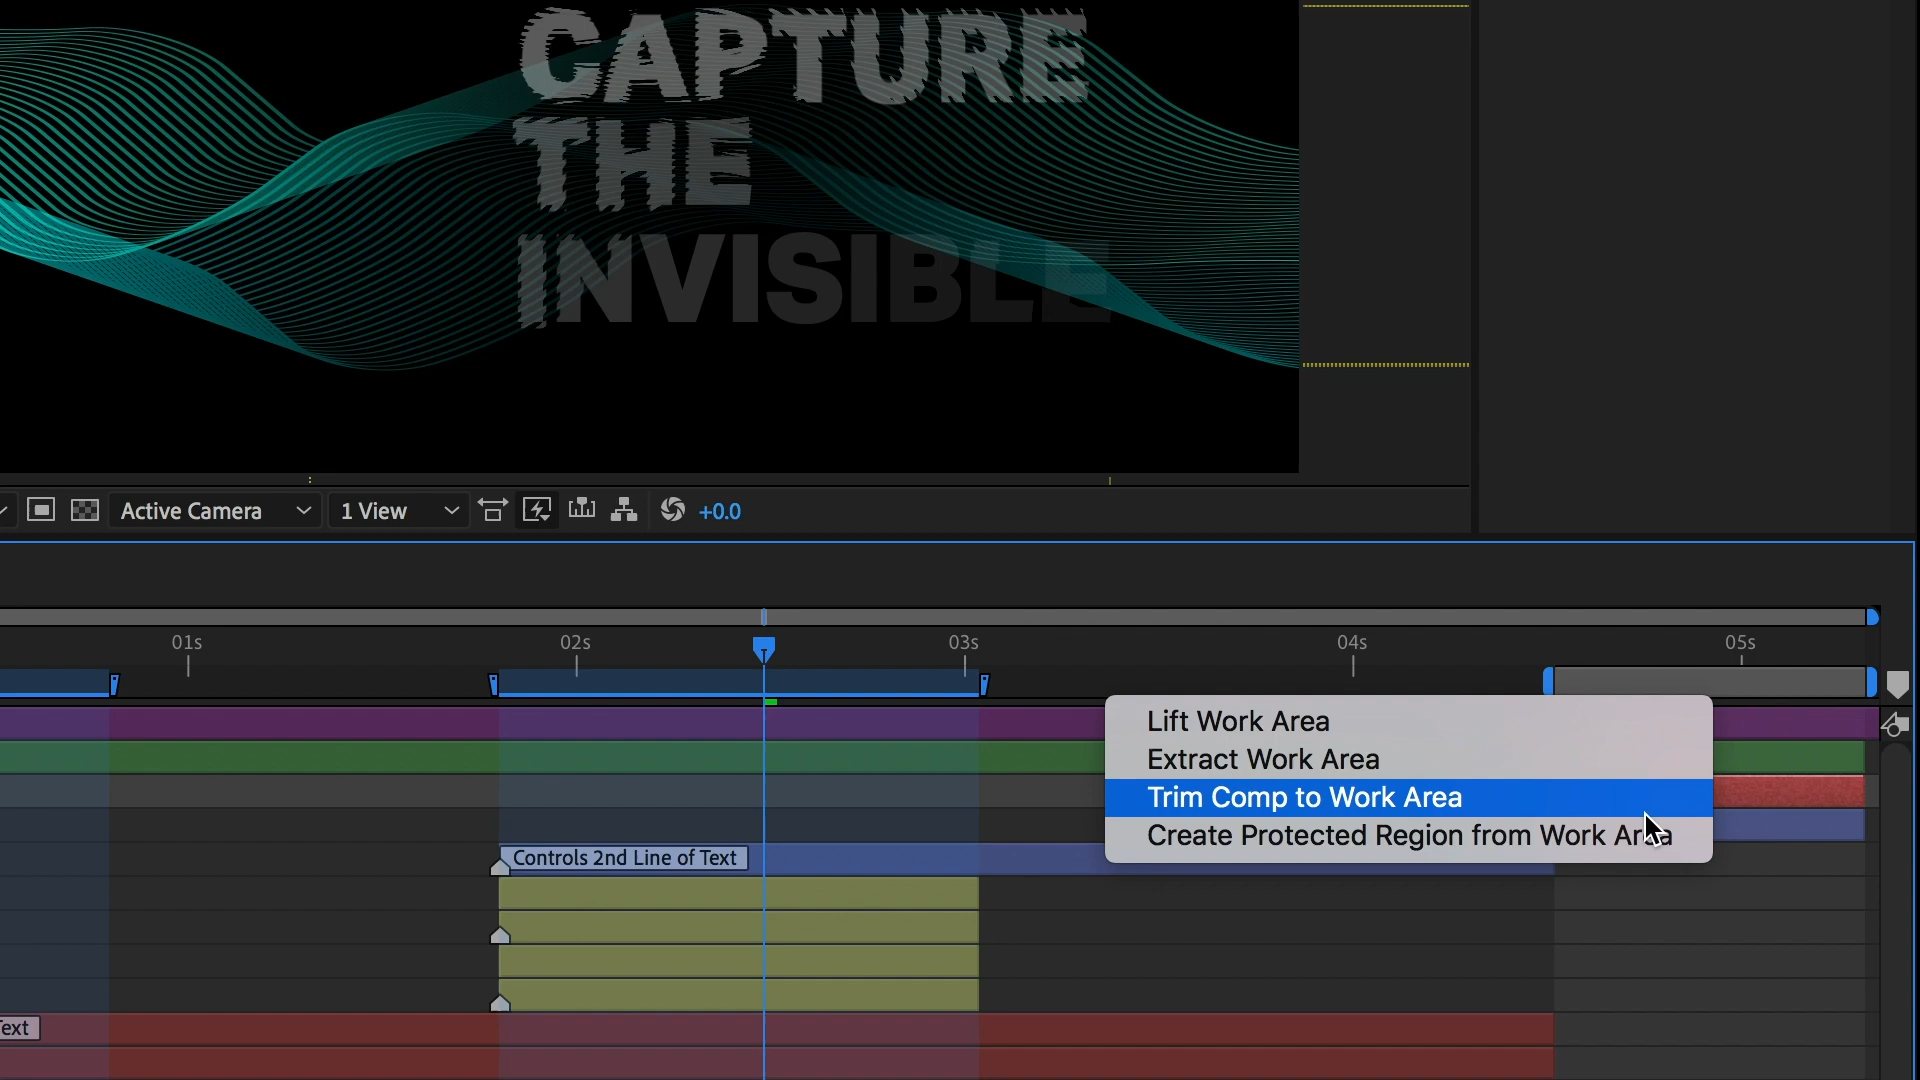 CAPTURE
THE
INVISIBLE
Active Camera
1 View
+0.0
01s
02s
03s
04s
05s
Lift Work Area
Extract Work Area
Trim Comp to Work Area
Create Protected Region from Work Area
Controls 2nd Line of Text
Text